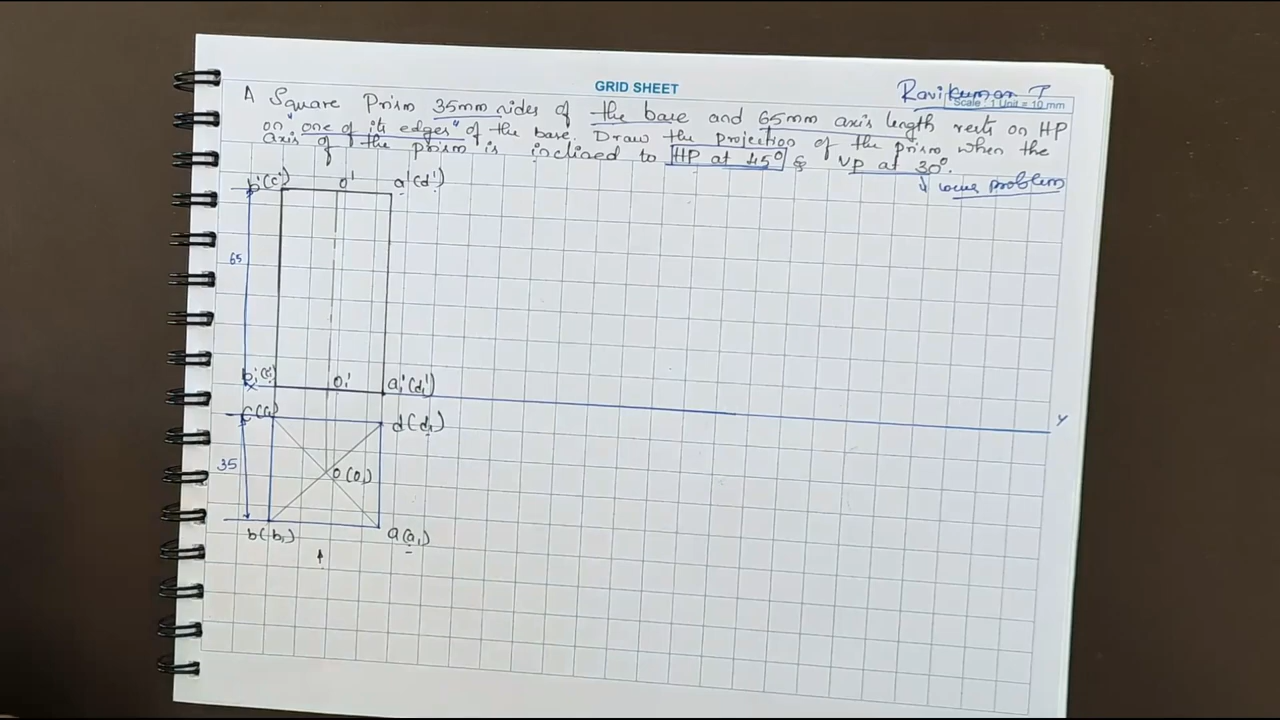 GRID SHEET
Ravikumar T
Scale : 1 Unit = 10 mm
A Square Prism 35mm sides of the base and 65mm axis length rests on HP
on "one of its edges" of the base. Draw the projection of the prism when the
axis of the prism is inclined to HP at 45° & VP at 30°.
locus problem
b'(c') o' a'(d')
65
b₁'(c₁') o₁' a₁'(d₁')
y
c(c₁) d(d₁)
35
o(o₁)
b(b₁) a(a₁)